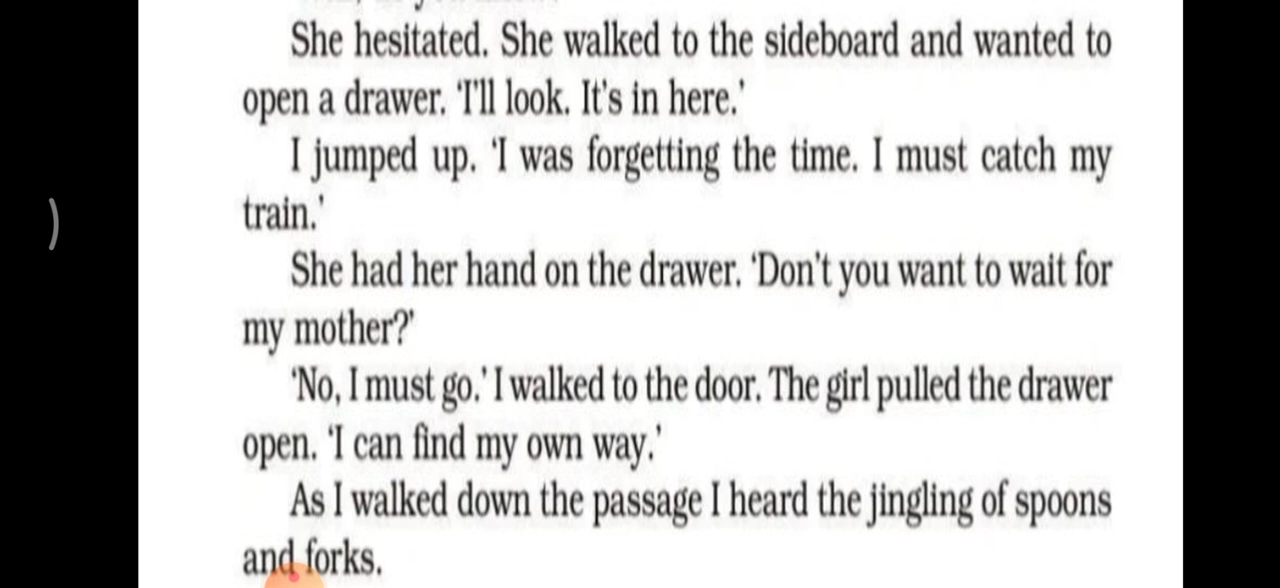 She hesitated. She walked to the sideboard and wanted to
open a drawer. ‘I’ll look. It’s in here.’
I jumped up. ‘I was forgetting the time. I must catch my
train.’
She had her hand on the drawer. ‘Don’t you want to wait for
my mother?’
‘No, I must go.’ I walked to the door. The girl pulled the drawer
open. ‘I can find my own way.’
As I walked down the passage I heard the jingling of spoons
and forks.